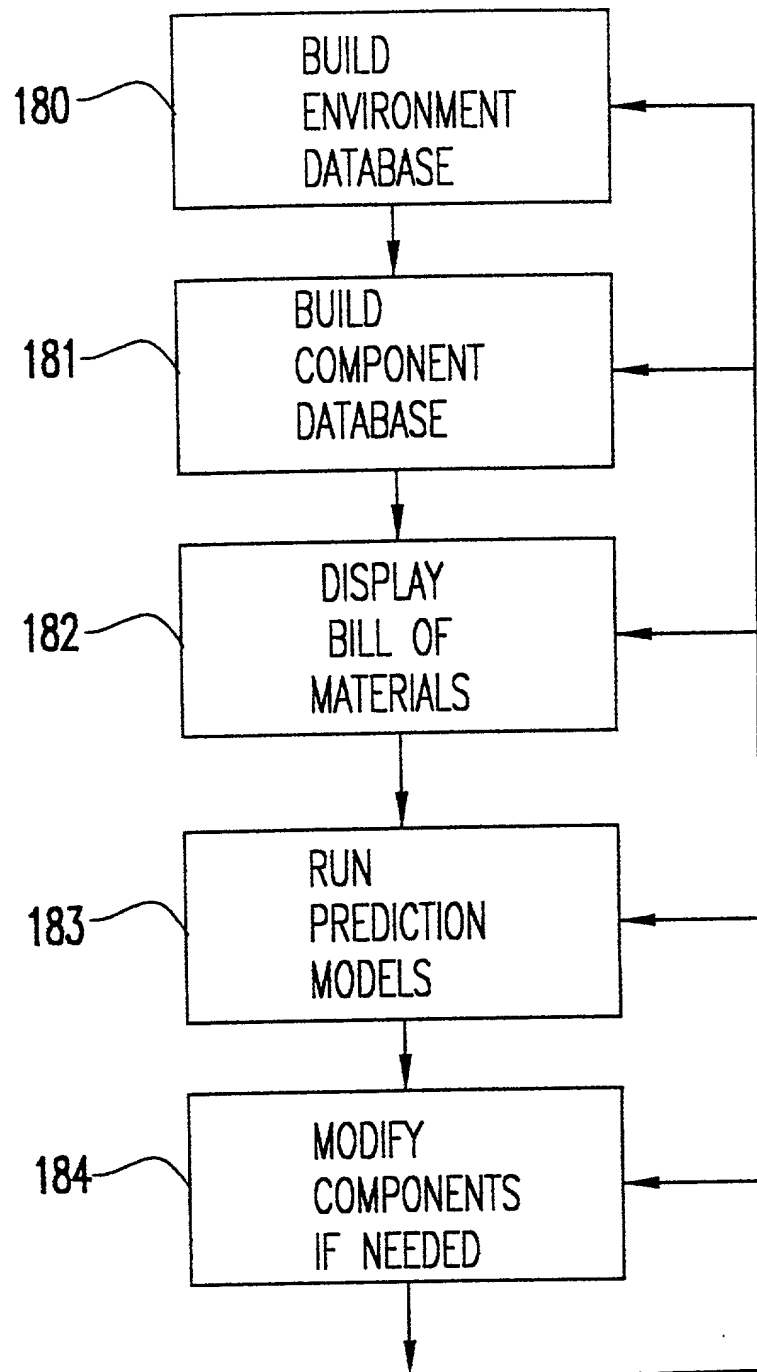 180
BUILD
ENVIRONMENT
DATABASE
181
BUILD
COMPONENT
DATABASE
182
DISPLAY
BILL OF
MATERIALS
183
RUN
PREDICTION
MODELS
184
MODIFY
COMPONENTS
IF NEEDED